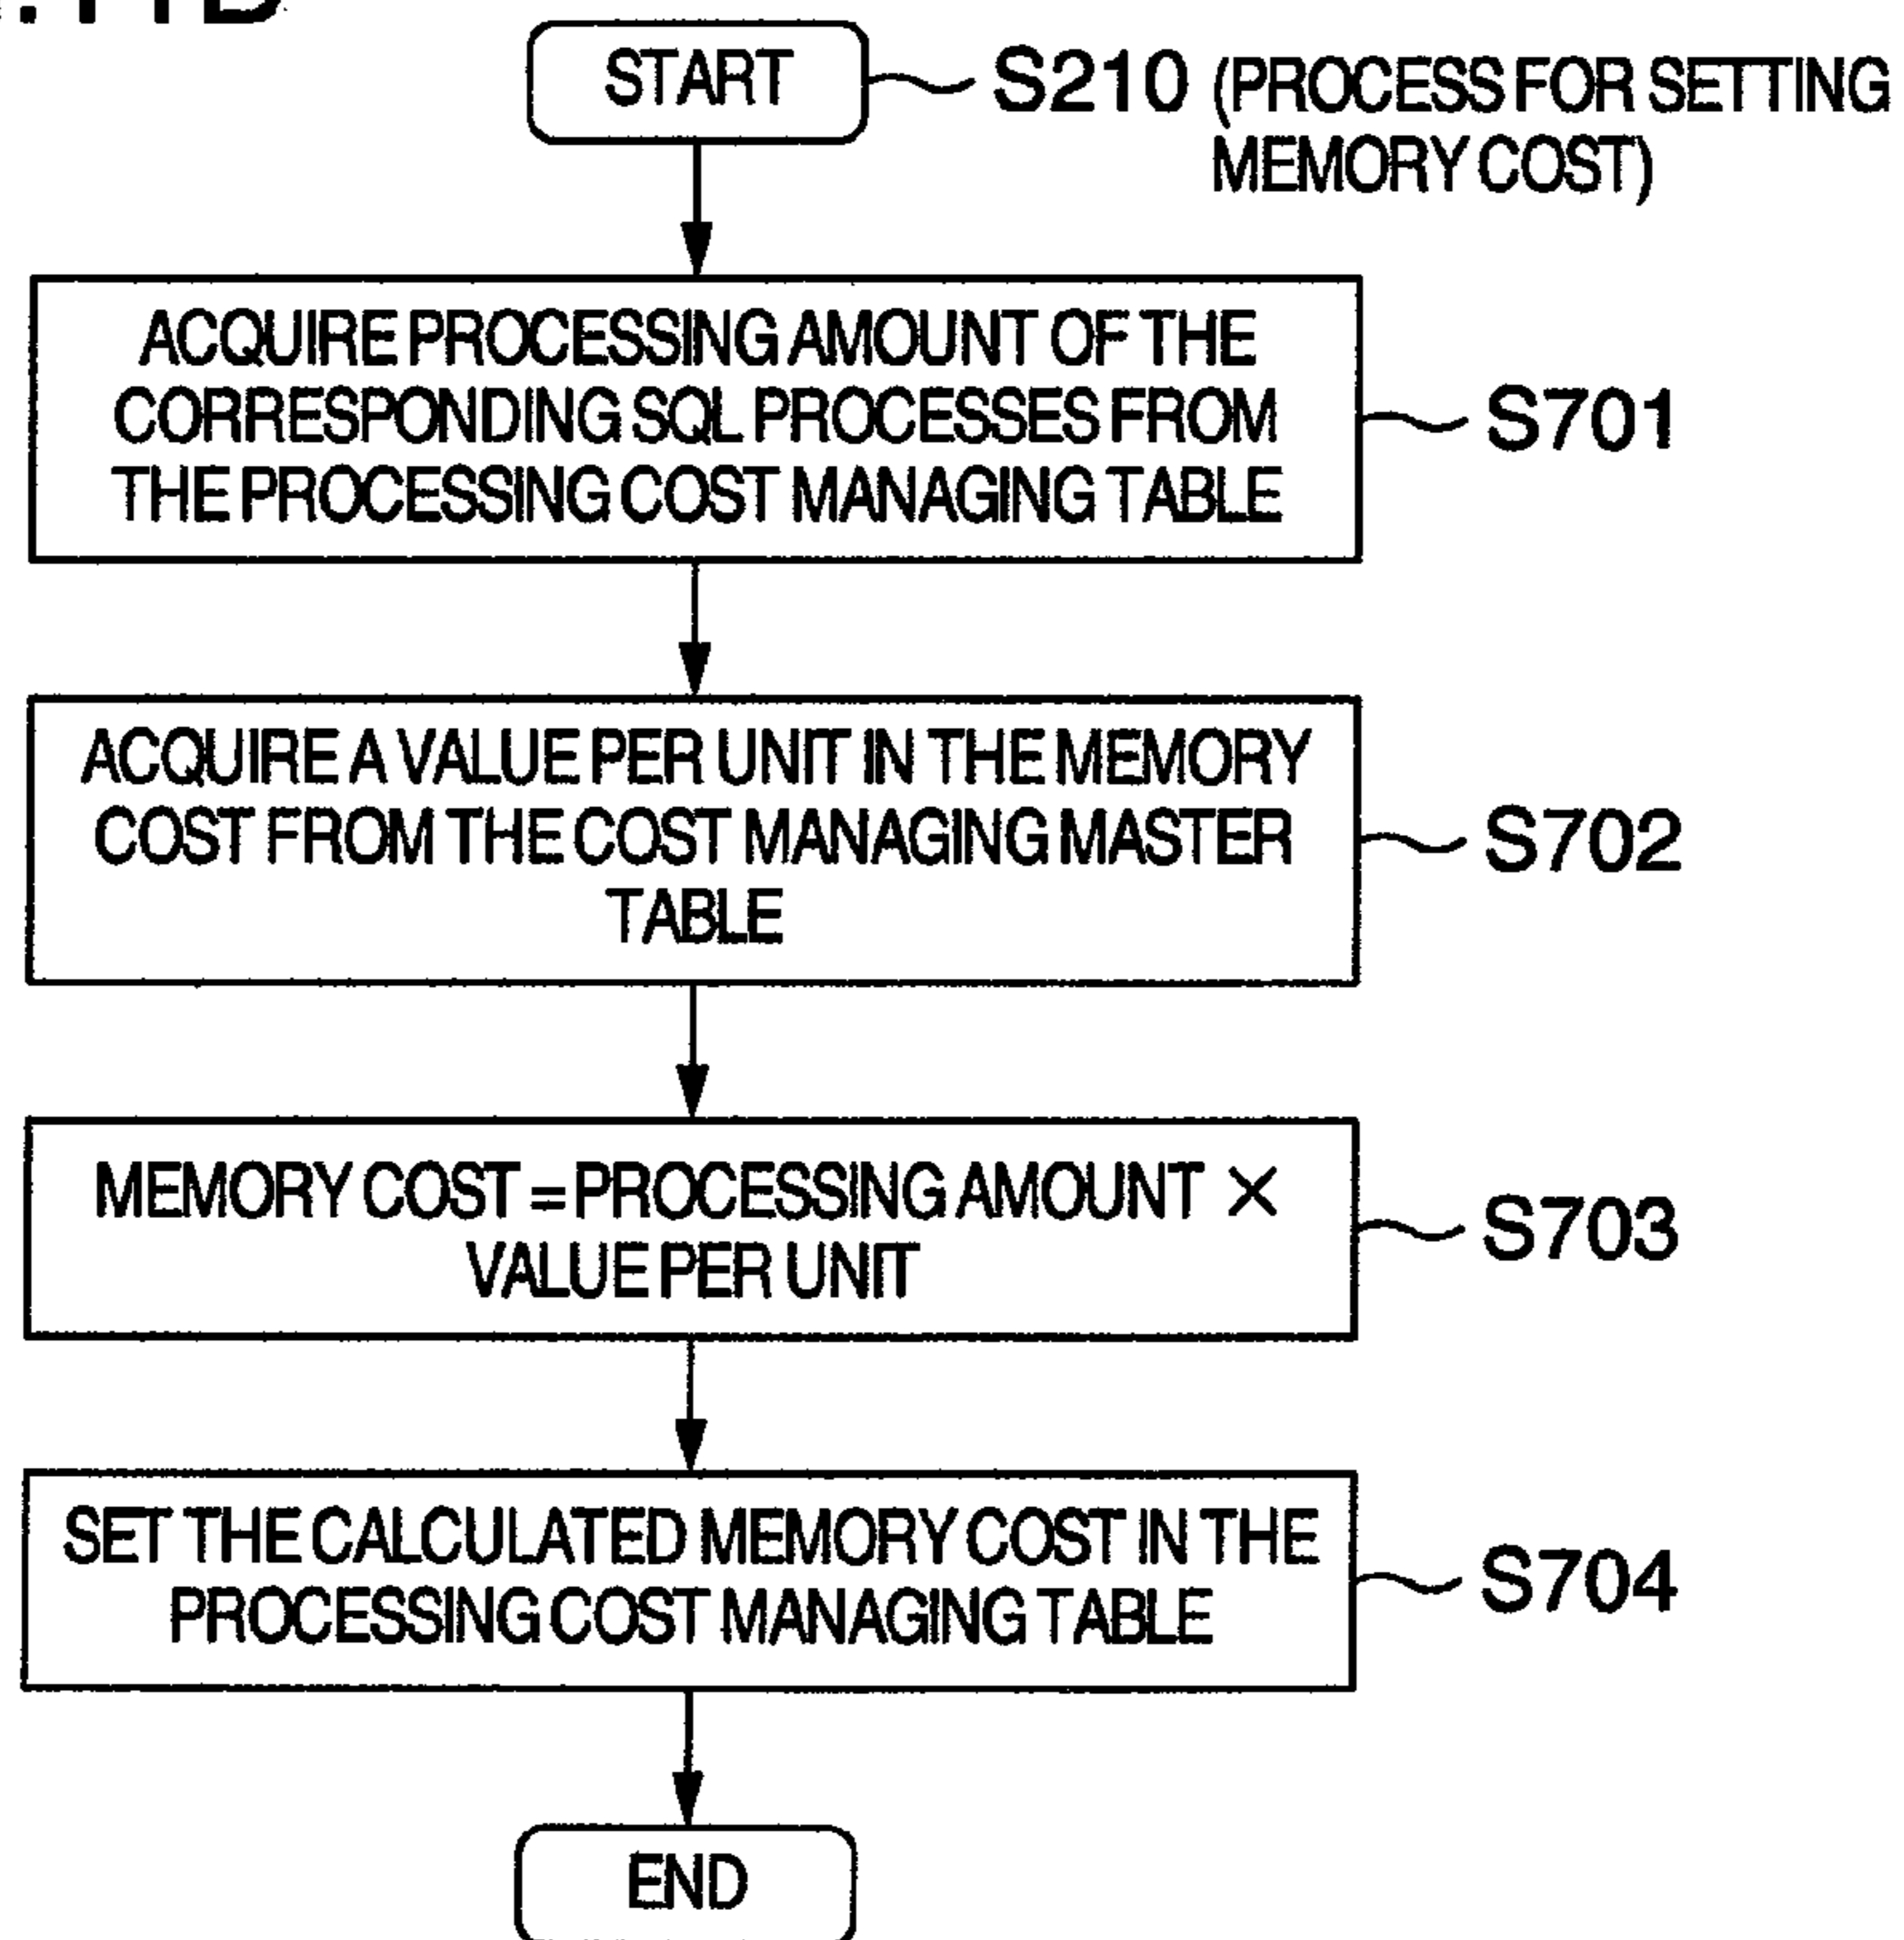 START
S210 (PROCESS FOR SETTING
MEMORY COST)
ACQUIRE PROCESSING AMOUNT OF THE
CORRESPONDING SQL PROCESSES FROM
THE PROCESSING COST MANAGING TABLE
S701
ACQUIRE A VALUE PER UNIT IN THE MEMORY
COST FROM THE COST MANAGING MASTER
TABLE
S702
MEMORY COST = PROCESSING AMOUNT ×
VALUE PER UNIT
S703
SET THE CALCULATED MEMORY COST IN THE
PROCESSING COST MANAGING TABLE
S704
END